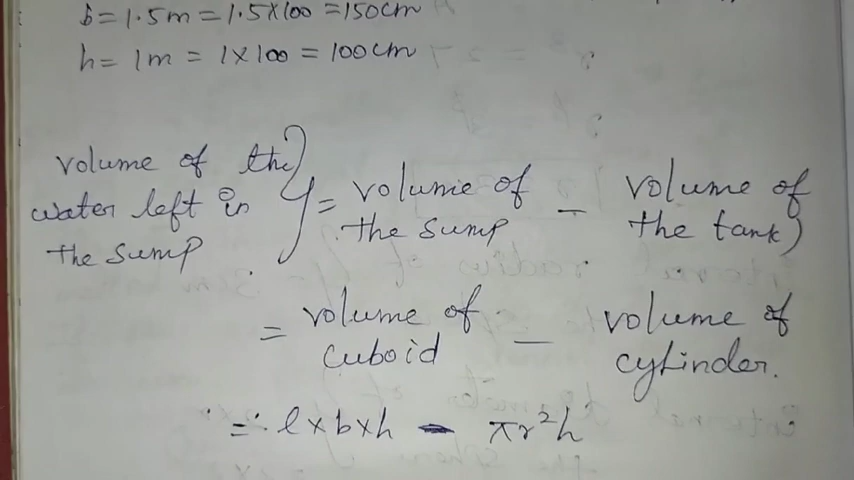 b = 1.5m = 1.5×100 = 150cm
h = 1m = 1×100 = 100cm
volume of the
water left in
the sump
= volume of the sump − volume of the tank)
= volume of cuboid − volume of cylinder.
= l×b×h − πr²h